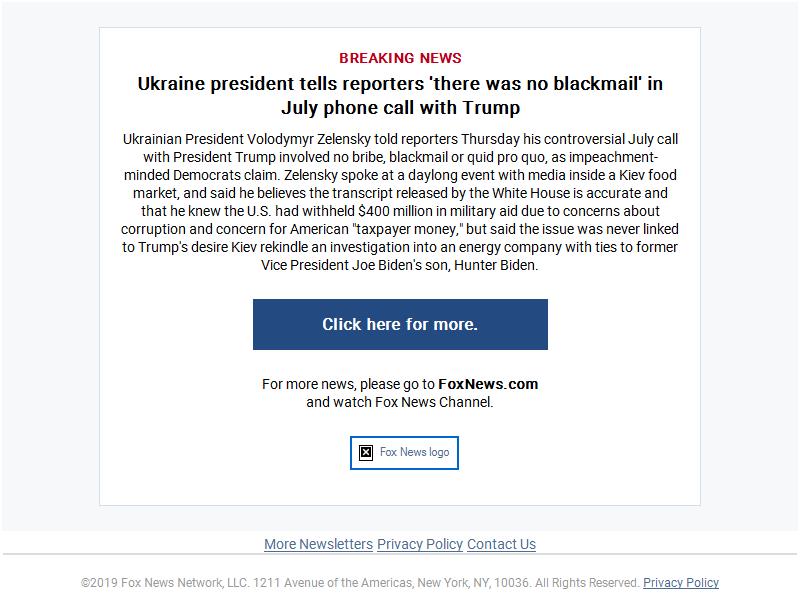 BREAKING NEWS
Ukraine president tells reporters 'there was no blackmail' in
July phone call with Trump
Ukrainian President Volodymyr Zelensky told reporters Thursday his controversial July call
with President Trump involved no bribe, blackmail or quid pro quo, as impeachment-
minded Democrats claim. Zelensky spoke at a daylong event with media inside a Kiev food
market, and said he believes the transcript released by the White House is accurate and
that he knew the U.S. had withheld $400 million in military aid due to concerns about
corruption and concern for American "taxpayer money," but said the issue was never linked
to Trump's desire Kiev rekindle an investigation into an energy company with ties to former
Vice President Joe Biden's son, Hunter Biden.
Click here for more.
For more news, please go to FoxNews.com
and watch Fox News Channel.
Fox News logo
More Newsletters Privacy Policy Contact Us
©2019 Fox News Network, LLC. 1211 Avenue of the Americas, New York, NY, 10036. All Rights Reserved. Privacy Policy